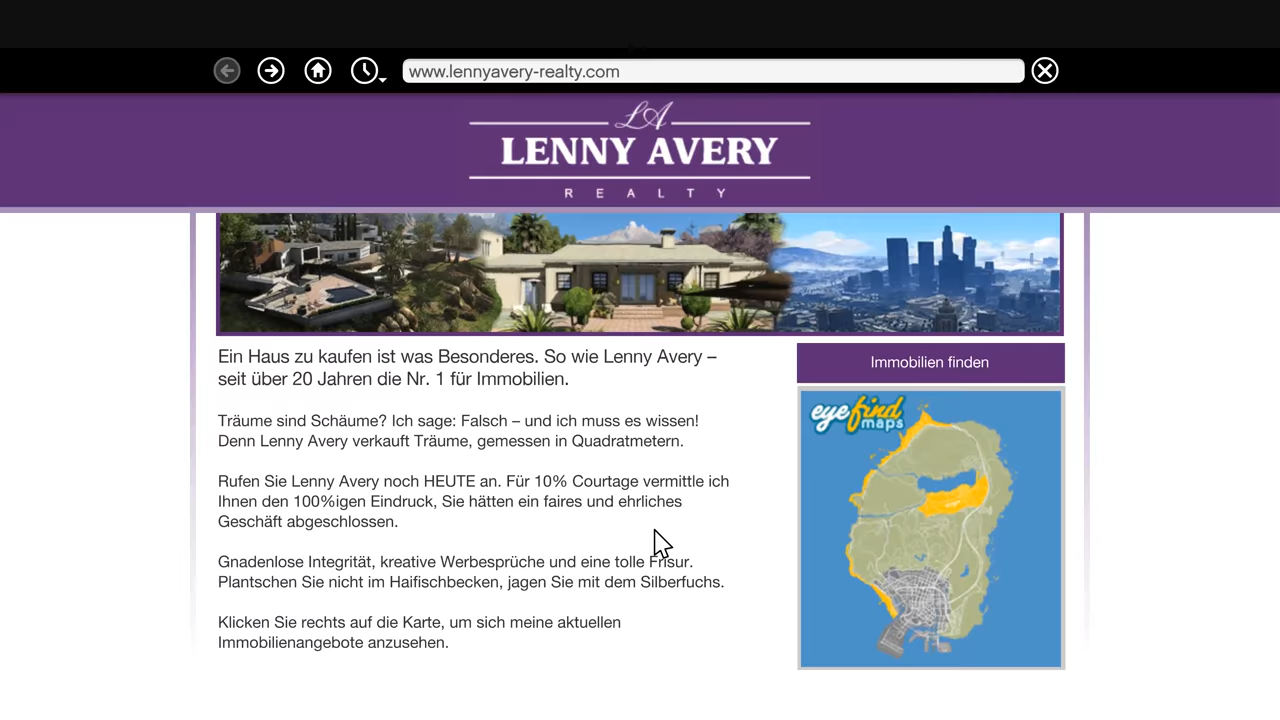 www.lennyavery-realty.com
LA
LENNY AVERY
REALTY
Ein Haus zu kaufen ist was Besonderes. So wie Lenny Avery –
seit über 20 Jahren die Nr. 1 für Immobilien.
Träume sind Schäume? Ich sage: Falsch – und ich muss es wissen!
Denn Lenny Avery verkauft Träume, gemessen in Quadratmetern.
Rufen Sie Lenny Avery noch HEUTE an. Für 10% Courtage vermittle ich
Ihnen den 100%igen Eindruck, Sie hätten ein faires und ehrliches
Geschäft abgeschlossen.
Gnadenlose Integrität, kreative Werbesprüche und eine tolle Frisur.
Plantschen Sie nicht im Haifischbecken, jagen Sie mit dem Silberfuchs.
Klicken Sie rechts auf die Karte, um sich meine aktuellen
Immobilienangebote anzusehen.
Immobilien finden
eyefind
maps